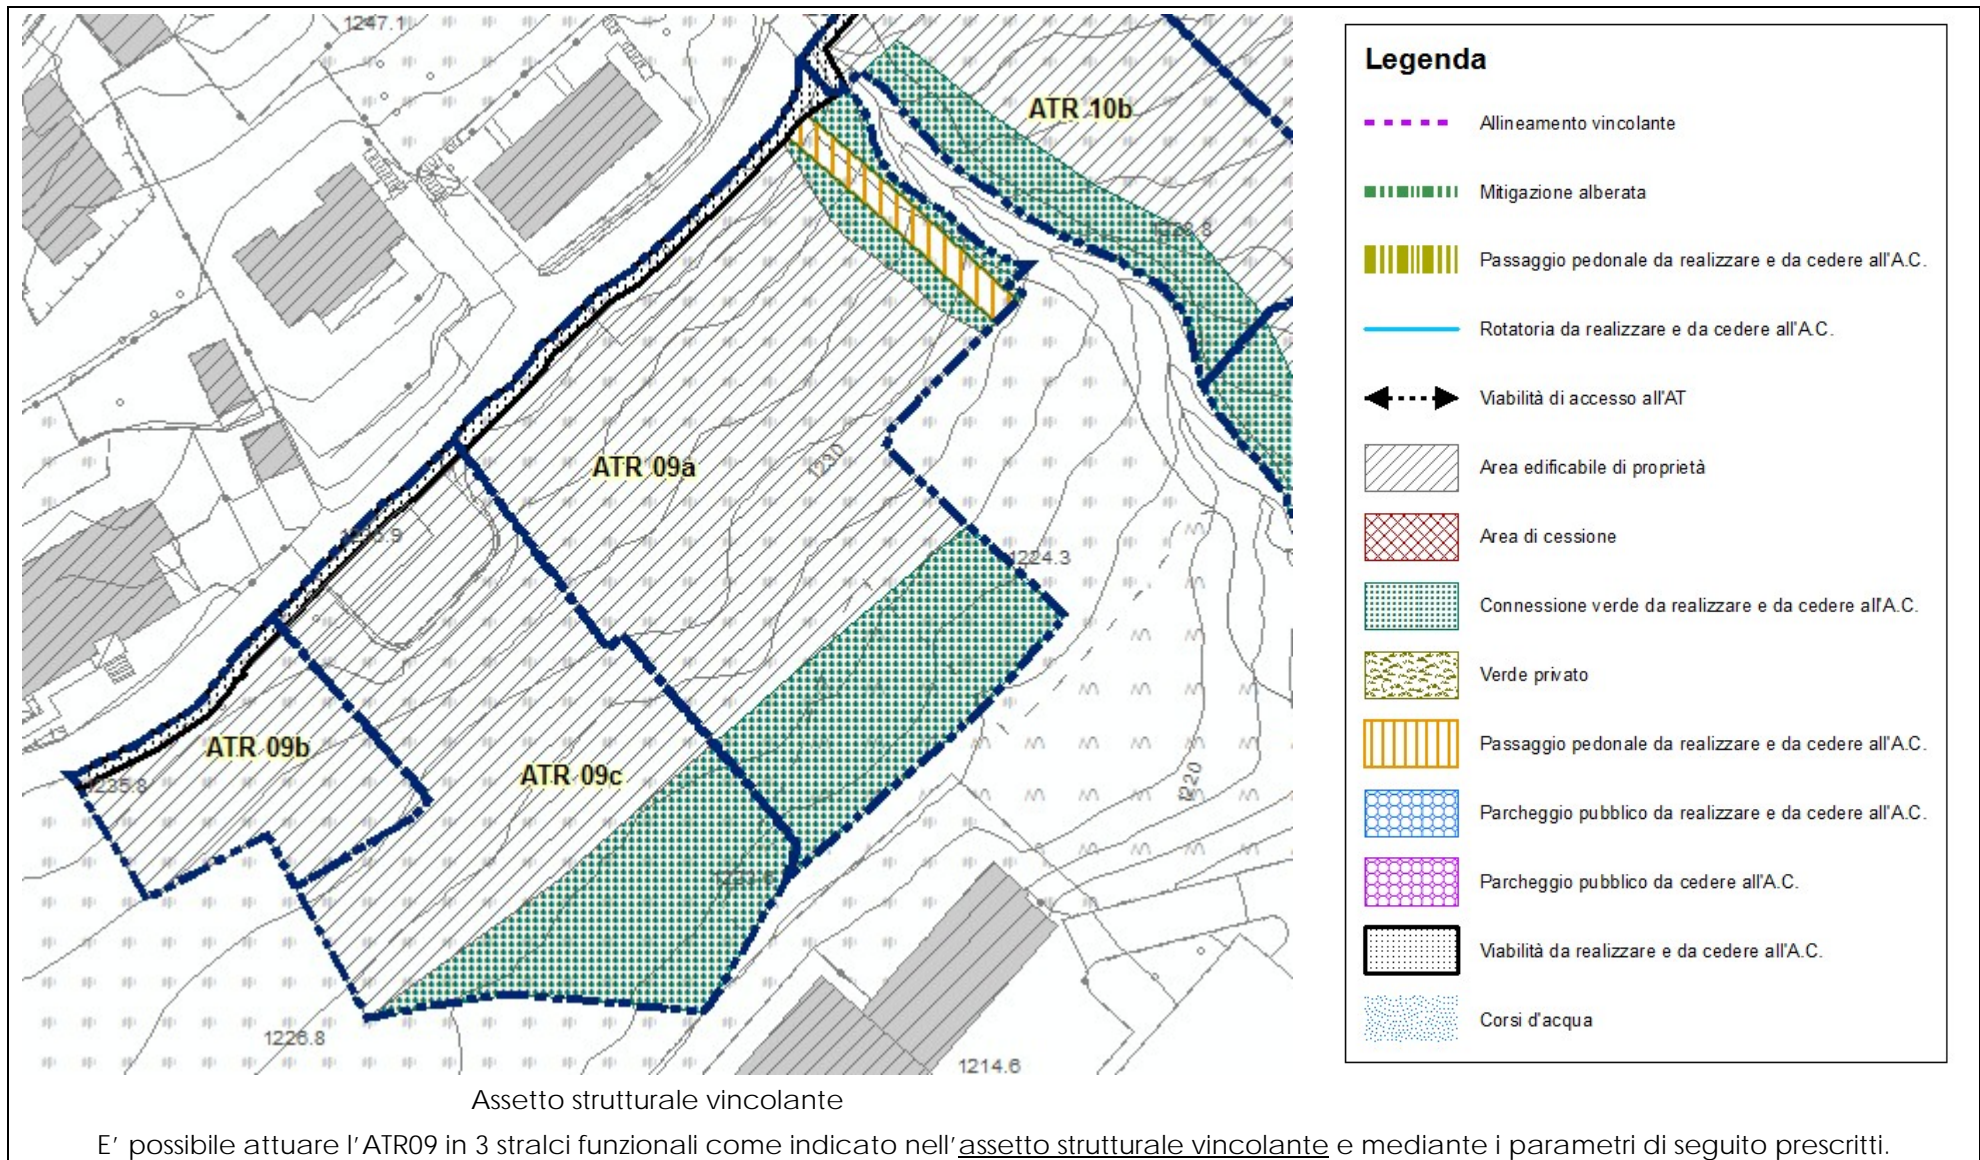 1247.1
ATR 10b
ATR 09a
1230
1224.3
ATR 09b
ATR 09c
1235.8
1220
1226.8
1214.6
Legenda
Allineamento vincolante
Mitigazione alberata
Passaggio pedonale da realizzare e da cedere all'A.C.
Rotatoria da realizzare e da cedere all'A.C.
Viabilità di accesso all'AT
Area edificabile di proprietà
Area di cessione
Connessione verde da realizzare e da cedere all'A.C.
Verde privato
Passaggio pedonale da realizzare e da cedere all'A.C.
Parcheggio pubblico da realizzare e da cedere all'A.C.
Parcheggio pubblico da cedere all'A.C.
Viabilità da realizzare e da cedere all'A.C.
Corsi d'acqua
Assetto strutturale vincolante
E' possibile attuare l'ATR09 in 3 stralci funzionali come indicato nell'assetto strutturale vincolante e mediante i parametri di seguito prescritti.